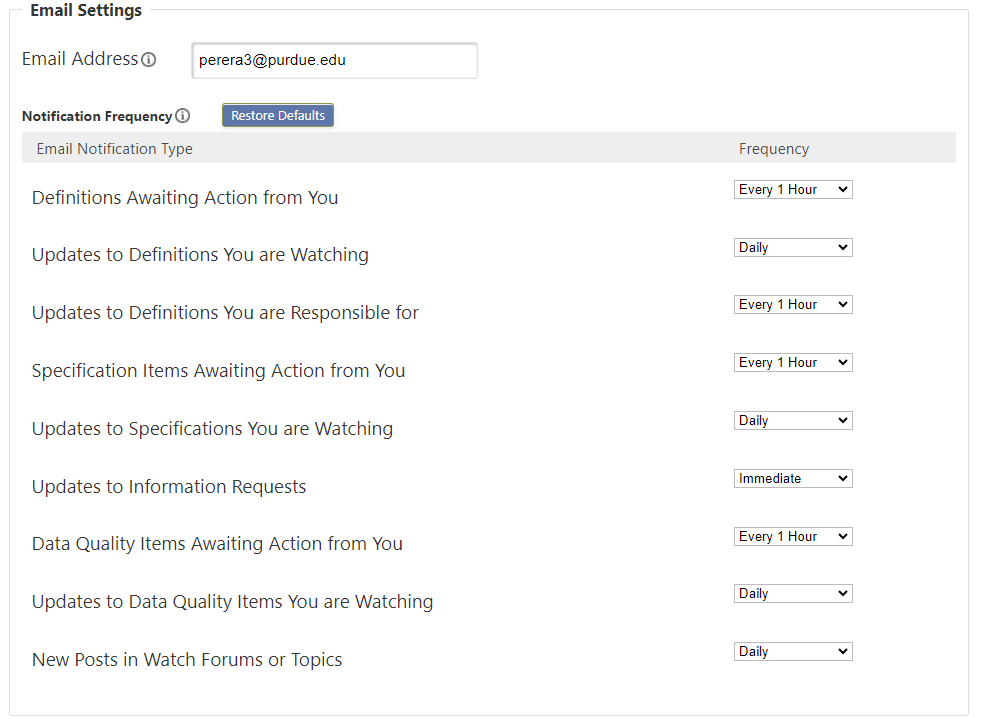 Email Settings
Email Address
perera3@purdue.edu
Notification Frequency Restore Defaults
Email Notification Type Frequency
Definitions Awaiting Action from You Every 1 Hour
Updates to Definitions You are Watching Daily
Updates to Definitions You are Responsible for Every 1 Hour
Specification Items Awaiting Action from You Every 1 Hour
Updates to Specifications You are Watching Daily
Updates to Information Requests Immediate
Data Quality Items Awaiting Action from You Every 1 Hour
Updates to Data Quality Items You are Watching Daily
New Posts in Watch Forums or Topics Daily